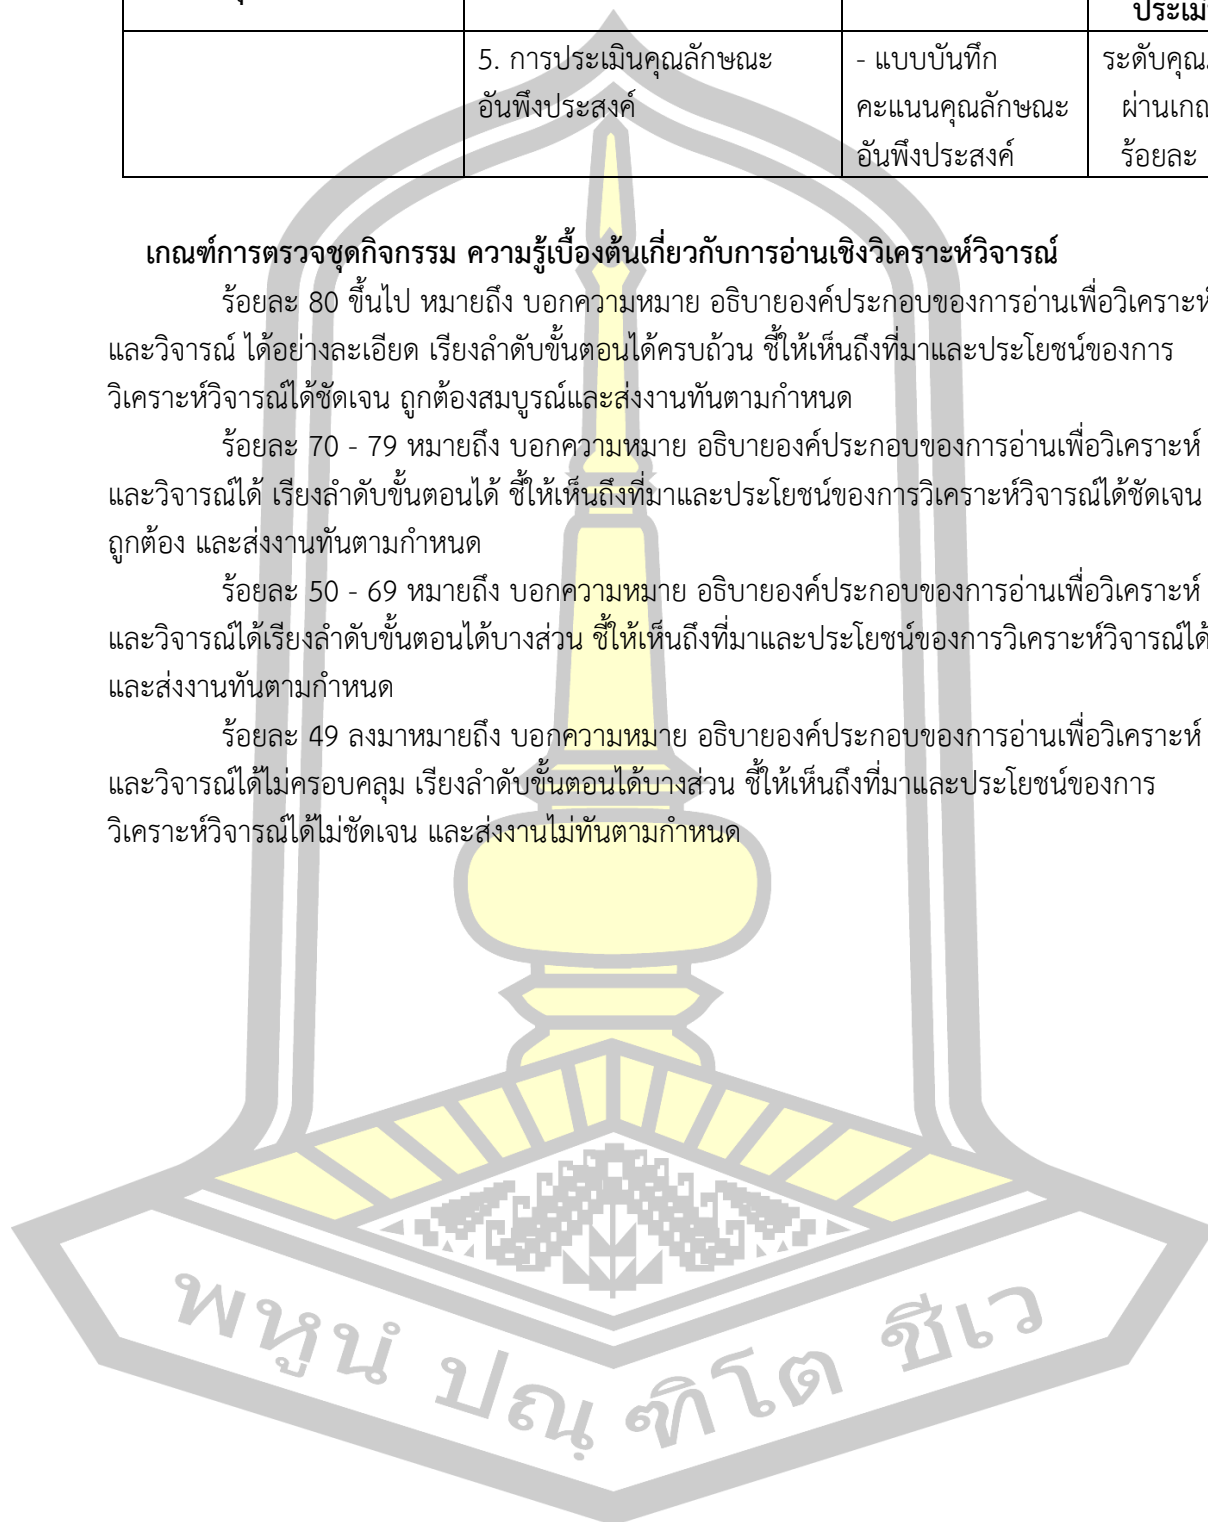 ประเมิ
5. การประเมินคุณลักษณะ - แบบบันทึก ระดับคุณ
อันพึงประสงค์ คะแนนคุณลักษณะ ผ่านเกณ
อันพึงประสงค์ ร้อยละ
เกณฑ์การตรวจชุดกิจกรรม ความรู้เบื้องต้นเกี่ยวกับการอ่านเชิงวิเคราะห์วิจารณ์
ร้อยละ 80 ขึ้นไป หมายถึง บอกความหมาย อธิบายองค์ประกอบของการอ่านเพื่อวิเคราะห์
และวิจารณ์ ได้อย่างละเอียด เรียงลำดับขั้นตอนได้ครบถ้วน ชี้ให้เห็นถึงที่มาและประโยชน์ของการ
วิเคราะห์วิจารณ์ได้ชัดเจน ถูกต้องสมบูรณ์และส่งงานทันตามกำหนด
ร้อยละ 70 - 79 หมายถึง บอกความหมาย อธิบายองค์ประกอบของการอ่านเพื่อวิเคราะห์
และวิจารณ์ได้ เรียงลำดับขั้นตอนได้ ชี้ให้เห็นถึงที่มาและประโยชน์ของการวิเคราะห์วิจารณ์ได้ชัดเจน
ถูกต้อง และส่งงานทันตามกำหนด
ร้อยละ 50 - 69 หมายถึง บอกความหมาย อธิบายองค์ประกอบของการอ่านเพื่อวิเคราะห์
และวิจารณ์ได้เรียงลำดับขั้นตอนได้บางส่วน ชี้ให้เห็นถึงที่มาและประโยชน์ของการวิเคราะห์วิจารณ์ได้
และส่งงานทันตามกำหนด
ร้อยละ 49 ลงมาหมายถึง บอกความหมาย อธิบายองค์ประกอบของการอ่านเพื่อวิเคราะห์
และวิจารณ์ได้ไม่ครอบคลุม เรียงลำดับขั้นตอนได้บางส่วน ชี้ให้เห็นถึงที่มาและประโยชน์ของการ
วิเคราะห์วิจารณ์ได้ไม่ชัดเจน และส่งงานไม่ทันตามกำหนด
พหูนํ ปณฺฑิโต ชีเว